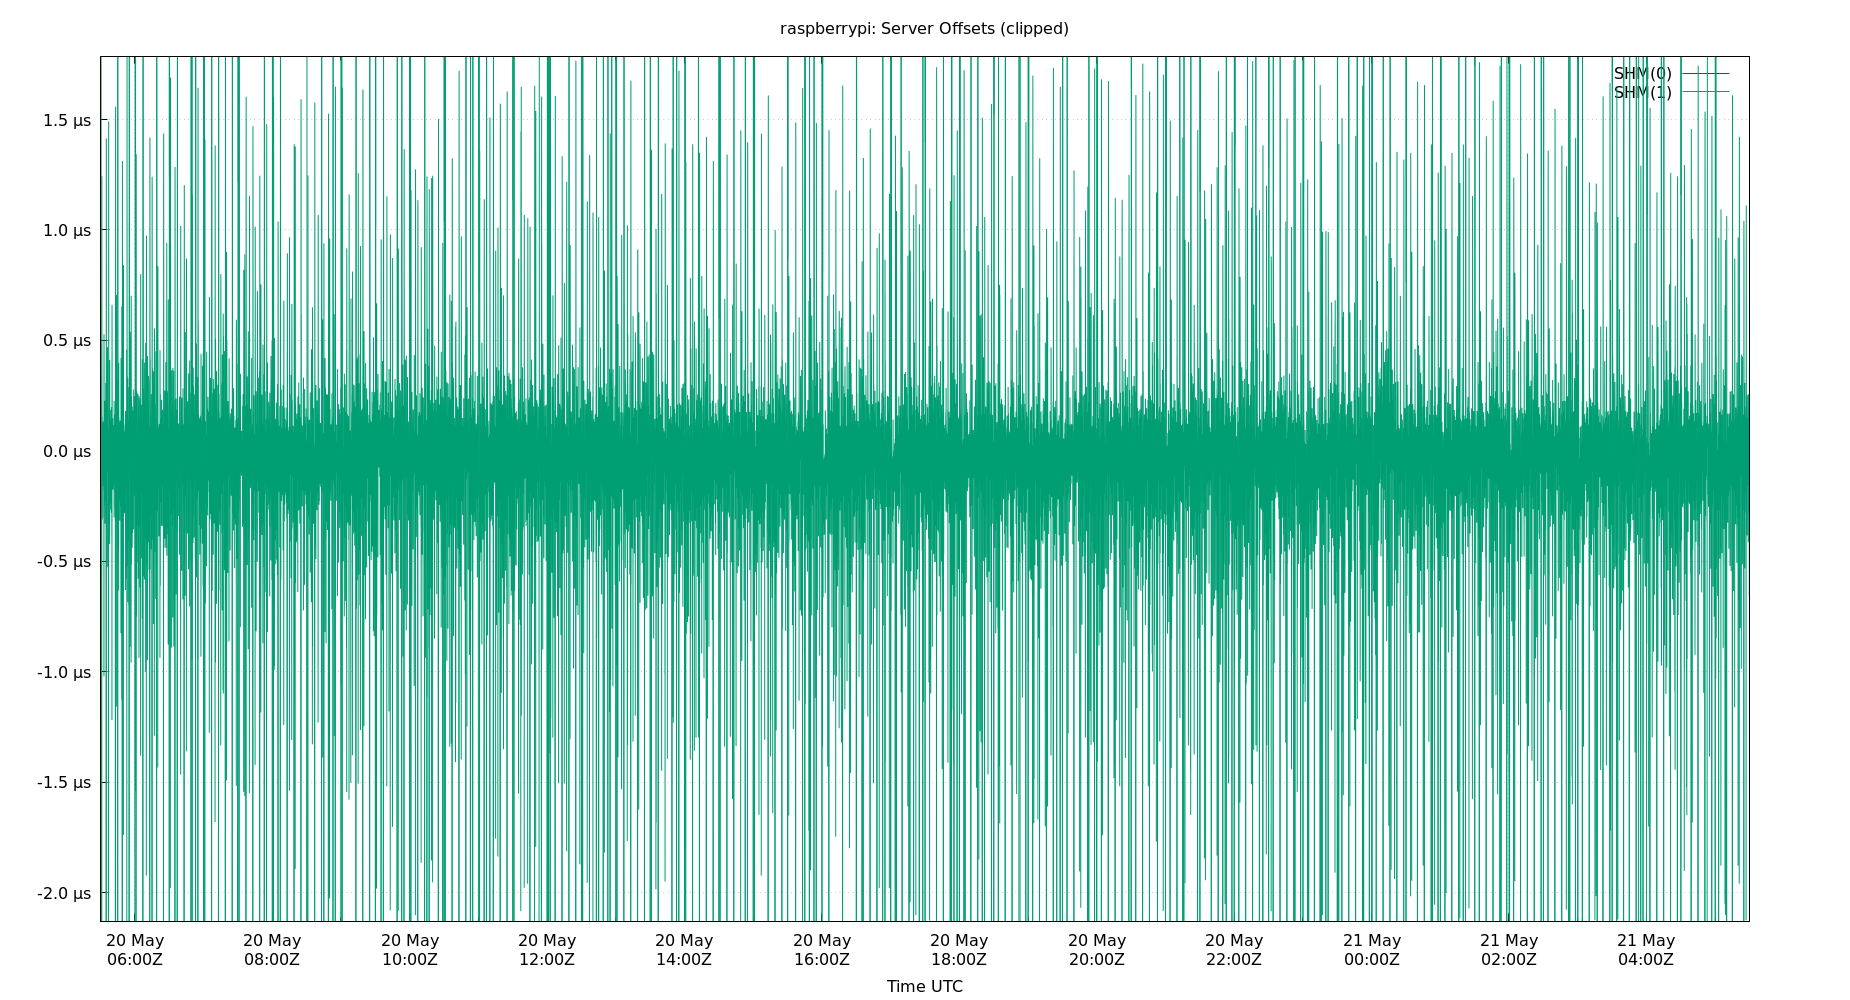 raspberrypi: Server Offsets (clipped)
SHM(0)
SHM(1)
1.5 µs
1.0 µs
0.5 µs
0.0 µs
-0.5 µs
-1.0 µs
-1.5 µs
-2.0 µs
20 May 20 May 20 May 20 May 20 May 20 May 20 May 20 May 20 May 21 May 21 May 21 May
06:00Z 08:00Z 10:00Z 12:00Z 14:00Z 16:00Z 18:00Z 20:00Z 22:00Z 00:00Z 02:00Z 04:00Z
Time UTC